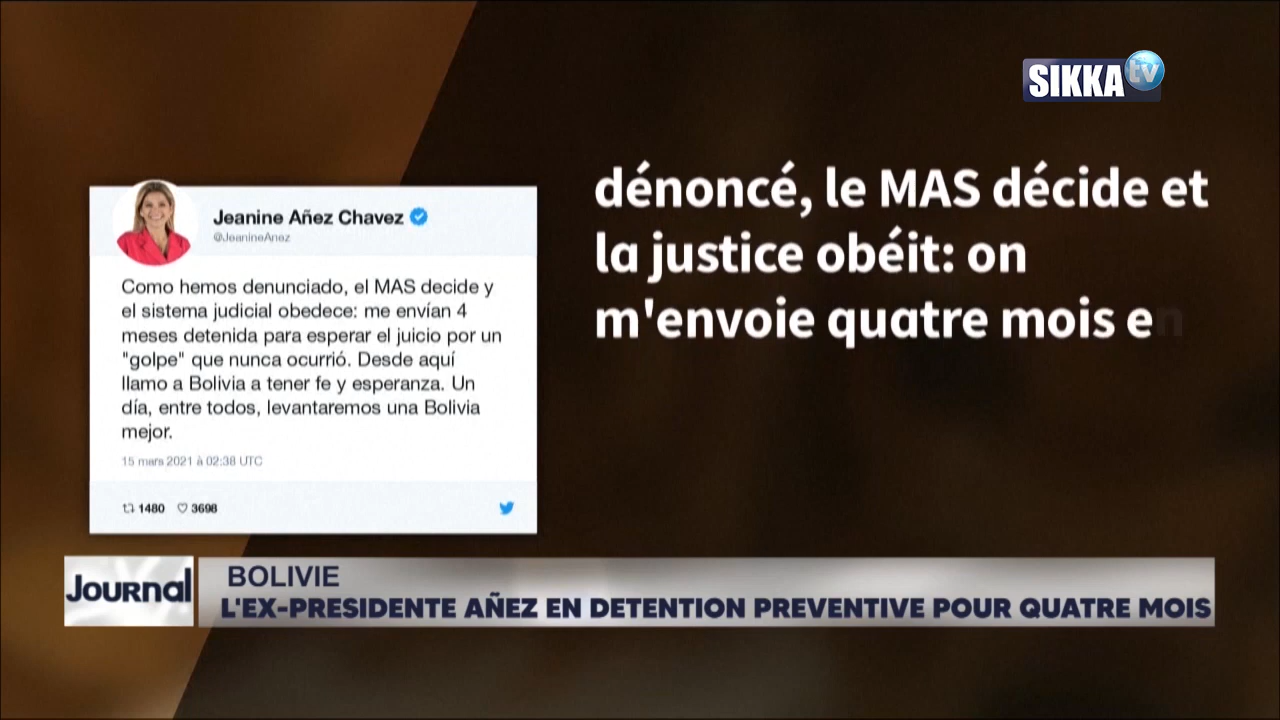 SIKKA tv
dénoncé, le MAS décide et
la justice obéit: on
m'envoie quatre mois en
Jeanine Añez Chavez
@JeanineAnez
Como hemos denunciado, el MAS decide y
el sistema judicial obedece: me envían 4
meses detenida para esperar el juicio por un
"golpe" que nunca ocurrió. Desde aquí
llamo a Bolivia a tener fe y esperanza. Un
día, entre todos, levantaremos una Bolivia
mejor.
15 mars 2021 à 02:38 UTC
1480 3698
Journal
BOLIVIE
L'EX-PRESIDENTE AÑEZ EN DETENTION PREVENTIVE POUR QUATRE MOIS